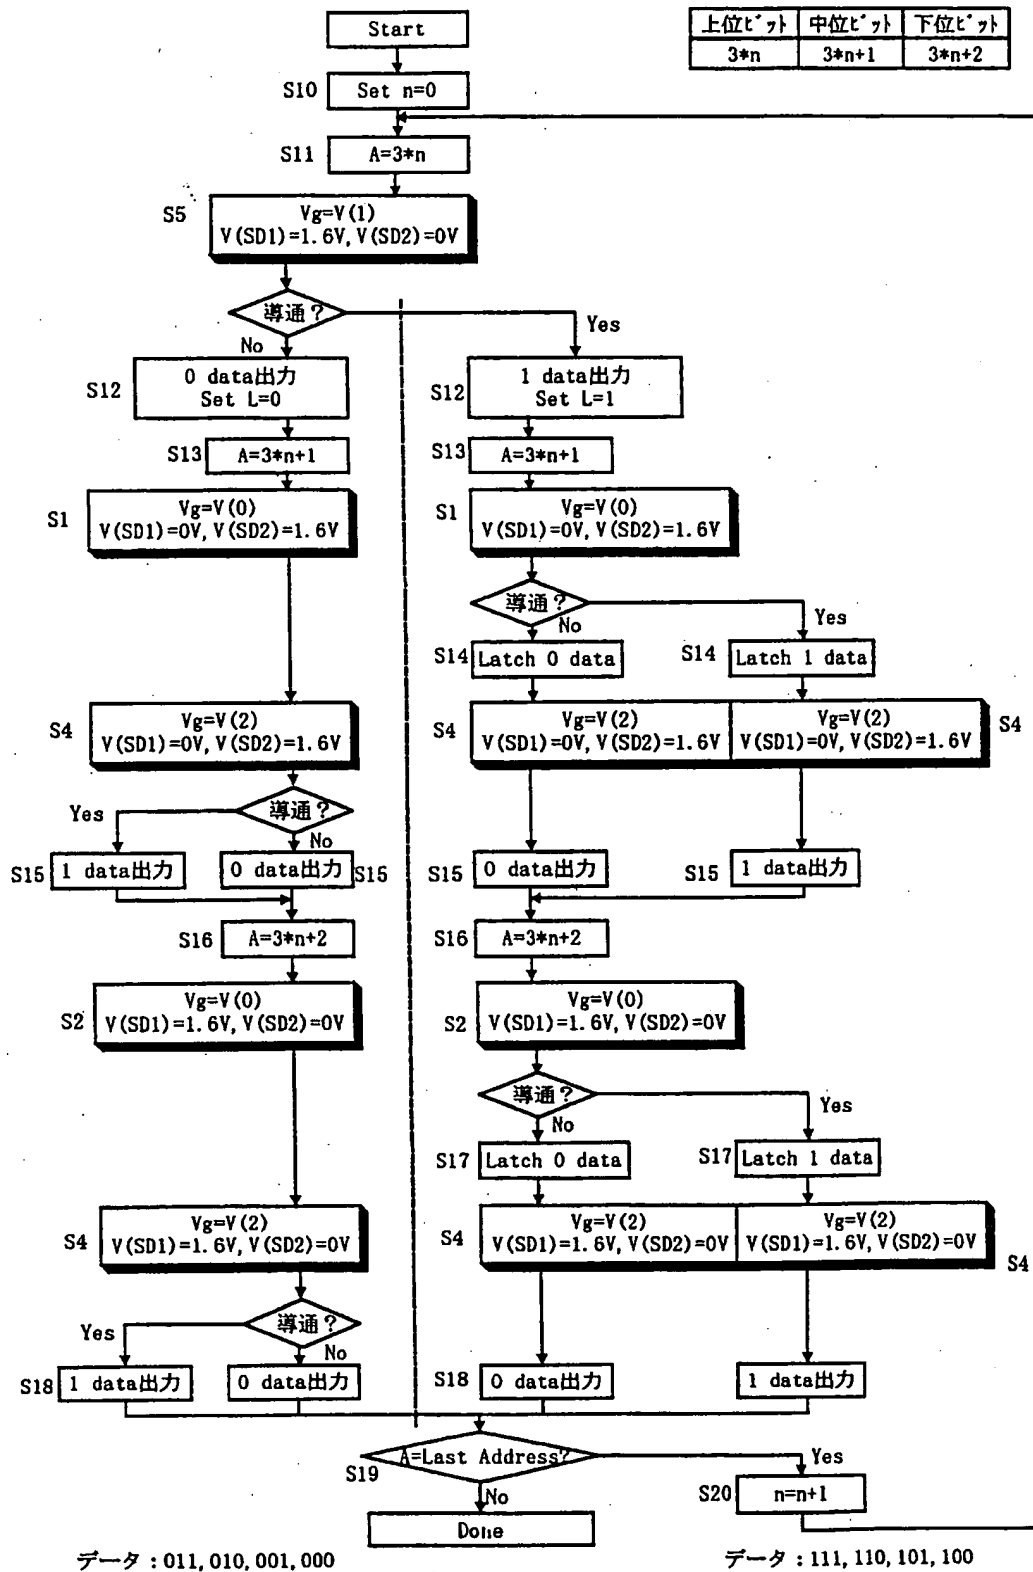 Start
上位ビット 中位ビット 下位ビット
3*n 3*n+1 3*n+2
S10 Set n=0
S11 A=3*n
S5 Vg=V(1)
V(SD1)=1.6V, V(SD2)=0V
導通?
Yes
No
S12 0 data出力
Set L=0
S12 1 data出力
Set L=1
S13 A=3*n+1
S13 A=3*n+1
S1 Vg=V(0)
V(SD1)=0V, V(SD2)=1.6V
S1 Vg=V(0)
V(SD1)=0V, V(SD2)=1.6V
導通?
Yes
No
S14 Latch 0 data
S14 Latch 1 data
S4 Vg=V(2)
V(SD1)=0V, V(SD2)=1.6V
S4 Vg=V(2)
V(SD1)=0V, V(SD2)=1.6V
Vg=V(2)
V(SD1)=0V, V(SD2)=1.6V
S4
導通?
Yes
No
S15 1 data出力
0 data出力 S15
S15 0 data出力
S15 1 data出力
S16 A=3*n+2
S16 A=3*n+2
S2 Vg=V(0)
V(SD1)=1.6V, V(SD2)=0V
S2 Vg=V(0)
V(SD1)=1.6V, V(SD2)=0V
導通?
Yes
No
S17 Latch 0 data
S17 Latch 1 data
S4 Vg=V(2)
V(SD1)=1.6V, V(SD2)=0V
S4 Vg=V(2)
V(SD1)=1.6V, V(SD2)=0V
Vg=V(2)
V(SD1)=1.6V, V(SD2)=0V
S4
導通?
Yes
No
S18 1 data出力
0 data出力
S18 0 data出力
1 data出力
S19 A=Last Address?
Yes
No
S20 n=n+1
Done
データ:011,010,001,000
データ:111,110,101,100